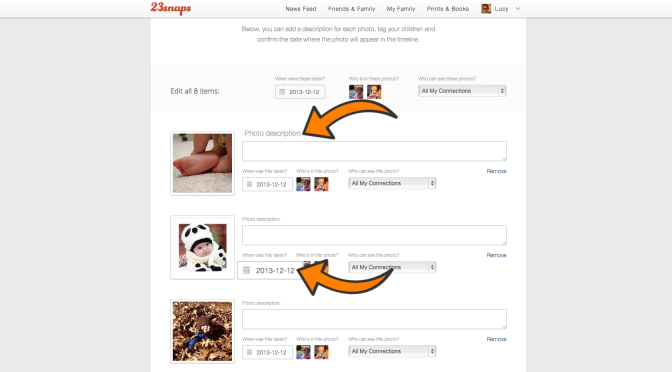 23snaps
News Feed Friends & Family My Family Prints & Books Lucy
Below, you can add a description for each photo, tag your children and
confirm the date where the photo will appear in the timeline.
When were these taken? Who is in these photos? Who can see these photos?
Edit all 8 items: 2013-12-12 All My Connections
Photo description:
When was this taken? Who's in this photo? Who can see this photo?
2013-12-12 All My Connections Remove
Photo description:
When was this taken? Who's in this photo? Who can see this photo?
2013-12-12 All My Connections Remove
Photo description:
When was this taken? Who's in this photo? Who can see this photo?
2013-12-12 All My Connections Remove